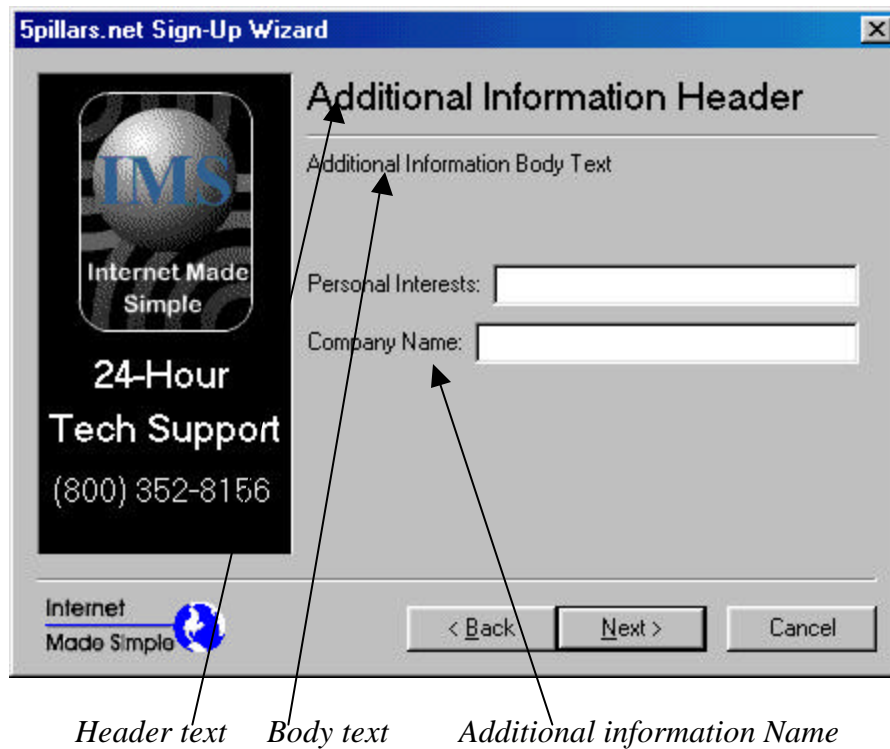 5pillars.net Sign-Up Wizard
IMS
Internet Made
Simple
24-Hour
Tech Support
(800) 352-8156
Additional Information Header
Additional Information Body Text
Personal Interests:
Company Name:
Internet
Made Simple
< Back
Next >
Cancel
Header text
Body text
Additional information Name